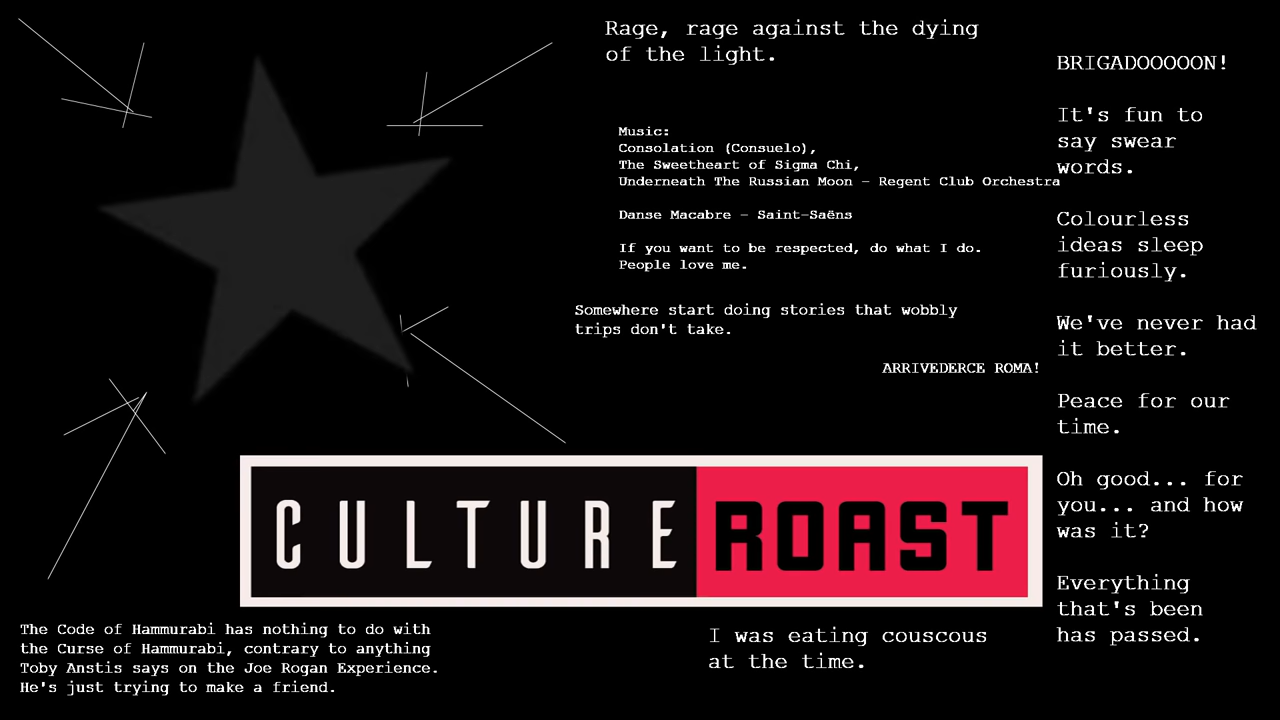 Rage, rage against the dying
of the light.
Music:
Consolation (Consuelo),
The Sweetheart of Sigma Chi,
Underneath The Russian Moon - Regent Club Orchestra
Danse Macabre - Saint-Saëns
If you want to be respected, do what I do.
People love me.
Somewhere start doing stories that wobbly
trips don't take.
ARRIVEDERCE ROMA!
BRIGADOOOOON!
It's fun to
say swear
words.
Colourless
ideas sleep
furiously.
We've never had
it better.
Peace for our
time.
Oh good... for
you... and how
was it?
Everything
that's been
has passed.
CULTURE ROAST
The Code of Hammurabi has nothing to do with
the Curse of Hammurabi, contrary to anything
Toby Anstis says on the Joe Rogan Experience.
He's just trying to make a friend.
I was eating couscous
at the time.